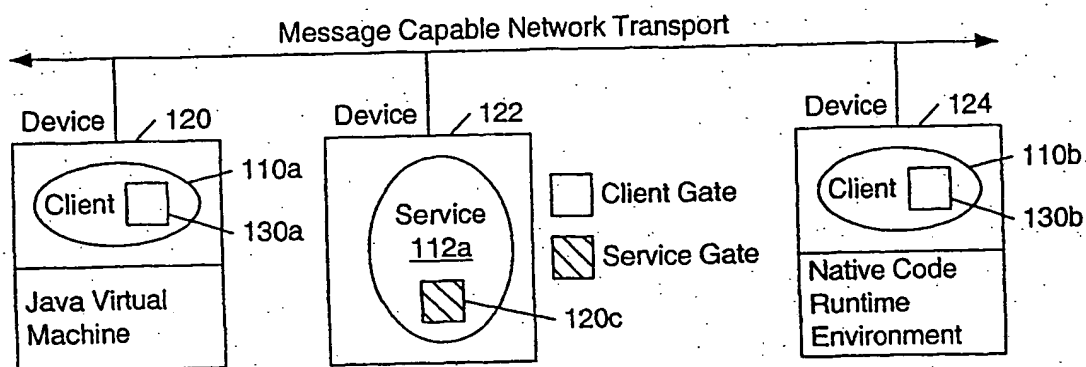 Message Capable Network Transport
Device
120
Client
110a
130a
Java Virtual
Machine
Device
122
Service
112a
120c
Client Gate
Service Gate
Device
124
Client
110b
130b
Native Code
Runtime
Environment